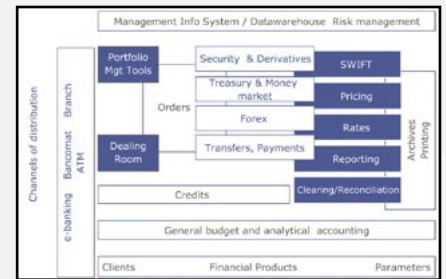 Management Info System / Datawarehouse Risk management
Channels of distribution
e-banking Bancomat Branch
ATM
Portfolio
Mgt Tools
Dealing
Room
Orders
Security & Derivatives
Treasury & Money
market
Forex
Transfers, Payments
SWIFT
Pricing
Rates
Reporting
Clearing/Reconciliation
Archives
Printing
Credits
General budget and analytical accounting
Clients Financial Products Parameters